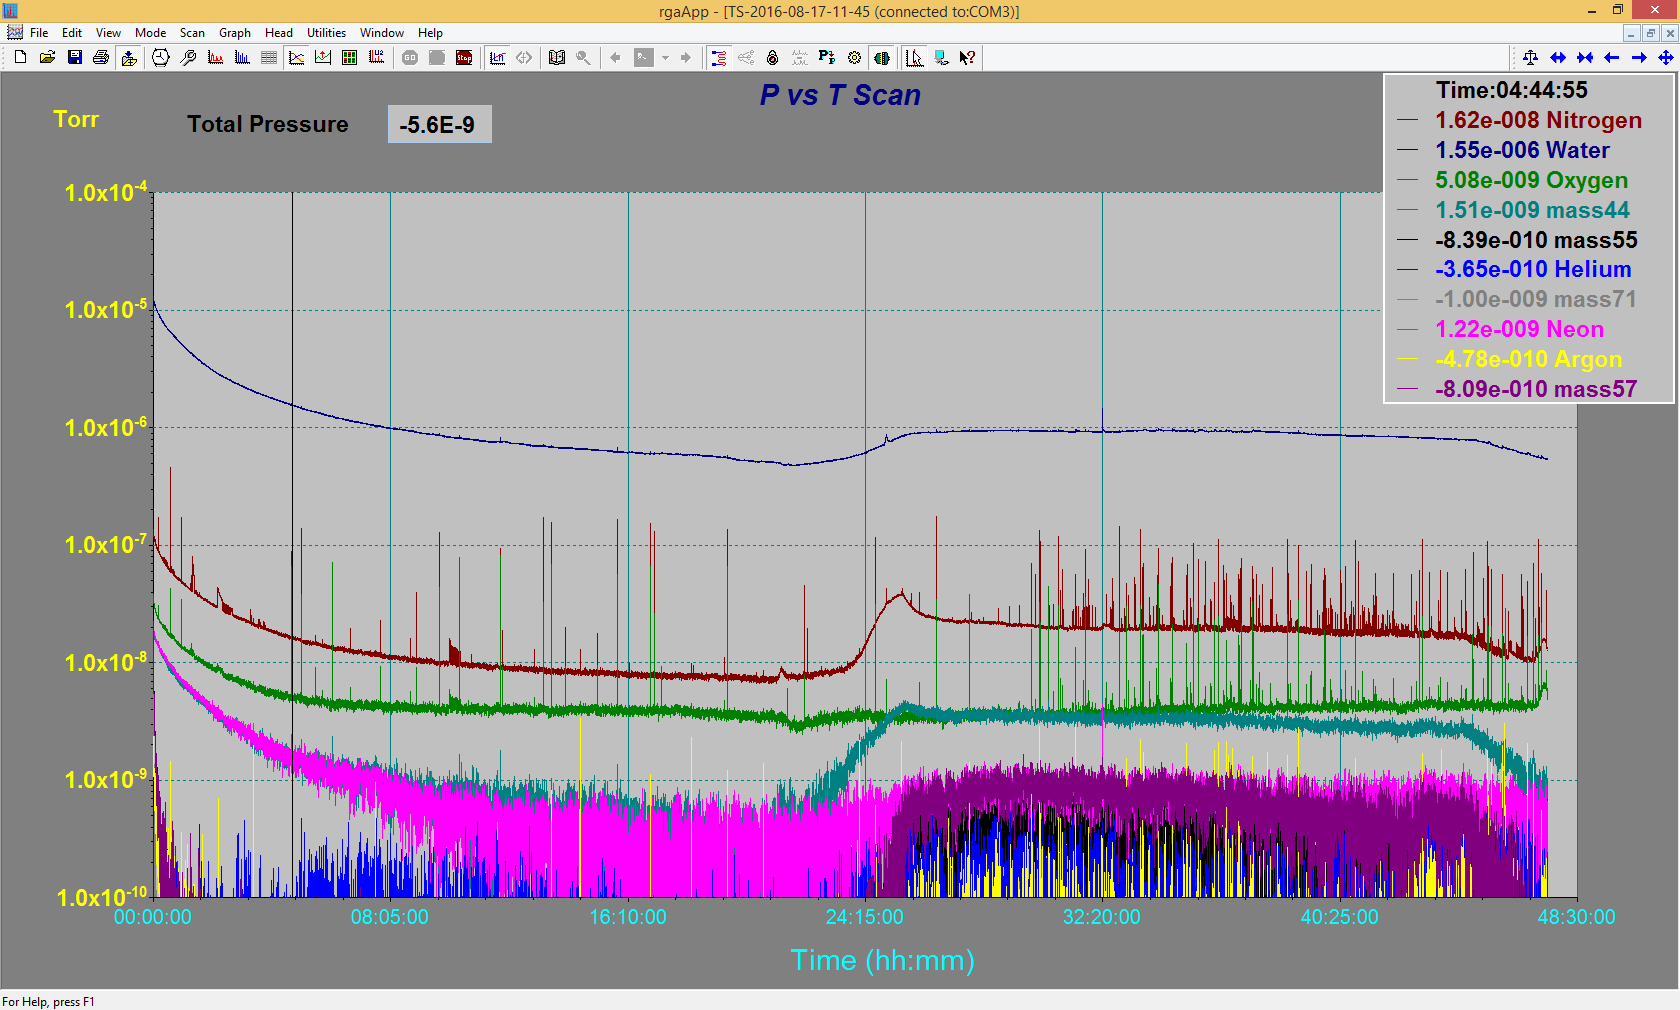 rgaApp - [TS-2016-08-17-11-45 (connected to:COM3)]
File Edit View Mode Scan Graph Head Utilities Window Help
GO Stop
P vs T Scan
Torr
Total Pressure -5.6E-9
Time:04:44:55
1.62e-008 Nitrogen
1.55e-006 Water
5.08e-009 Oxygen
1.51e-009 mass44
-8.39e-010 mass55
-3.65e-010 Helium
-1.00e-009 mass71
1.22e-009 Neon
-4.78e-010 Argon
-8.09e-010 mass57
1.0x10-4
1.0x10-5
1.0x10-6
1.0x10-7
1.0x10-8
1.0x10-9
1.0x10-10
00:00:00 08:05:00 16:10:00 24:15:00 32:20:00 40:25:00 48:30:00
Time (hh:mm)
For Help, press F1